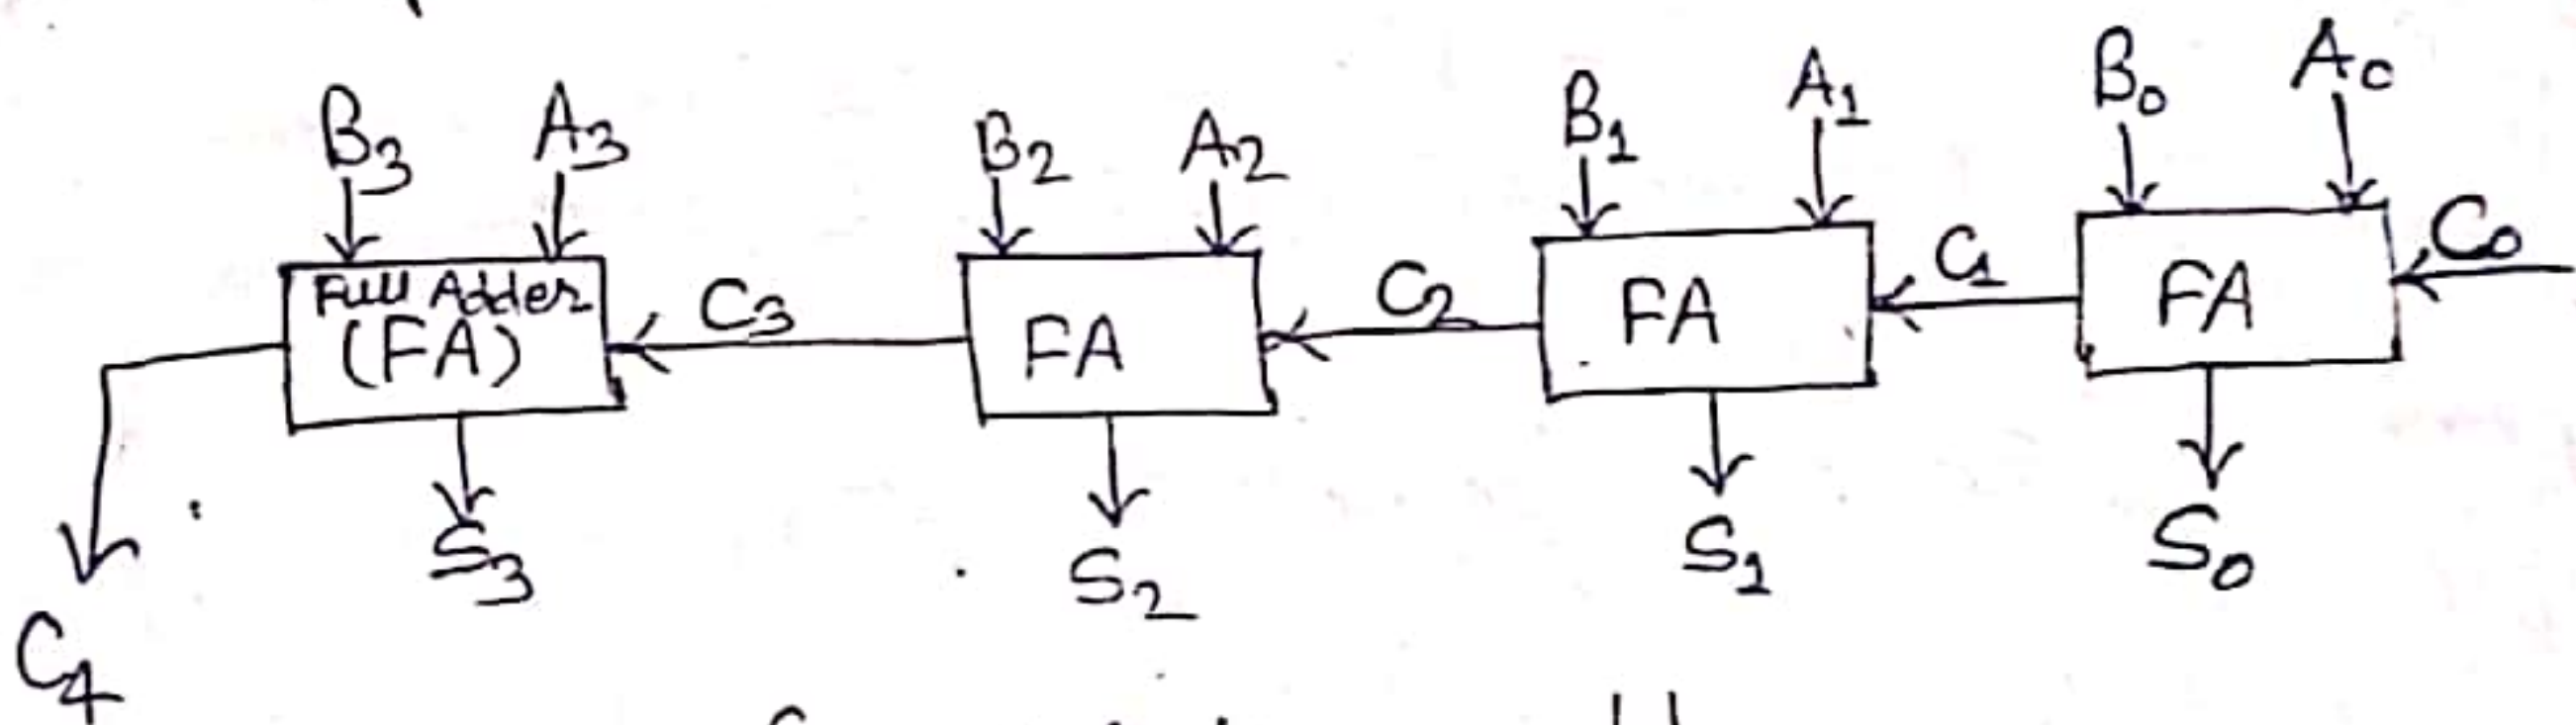 B3 A3 B2 A2 B1 A1 B0 A0
Full Adder
(FA) C3 FA C2 FA C1 FA C0
S3 S2 S1 S0
C4